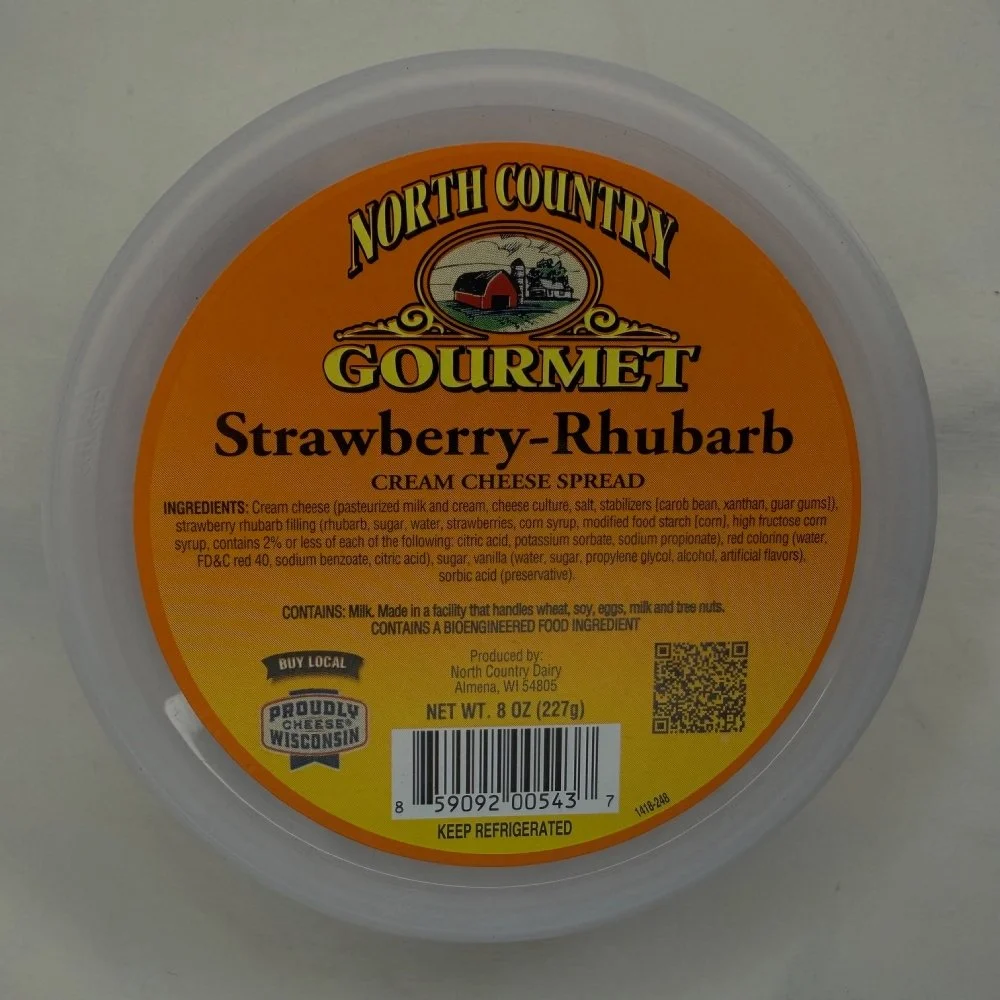 NORTH COUNTRY
GOURMET
Strawberry-Rhubarb
CREAM CHEESE SPREAD
INGREDIENTS: Cream cheese (pasteurized milk and cream, cheese culture, salt, stabilizers [carob bean, xanthan, guar gums]),
strawberry rhubarb filling (rhubarb, sugar, water, strawberries, corn syrup, modified food starch [corn], high fructose corn
syrup, contains 2% or less of each of the following: citric acid, potassium sorbate, sodium propionate), red coloring (water,
FD&C red 40, sodium benzoate, citric acid), sugar, vanilla (water, sugar, propylene glycol, alcohol, artificial flavors),
sorbic acid (preservative).
CONTAINS: Milk. Made in a facility that handles wheat, soy, eggs, milk and tree nuts.
CONTAINS A BIOENGINEERED FOOD INGREDIENT
BUY LOCAL
PROUDLY
WISCONSIN
CHEESE®
Produced by:
North Country Dairy
Almena, WI 54805
NET WT. 8 OZ (227g)
8 59092 00543 7
KEEP REFRIGERATED
1418-248